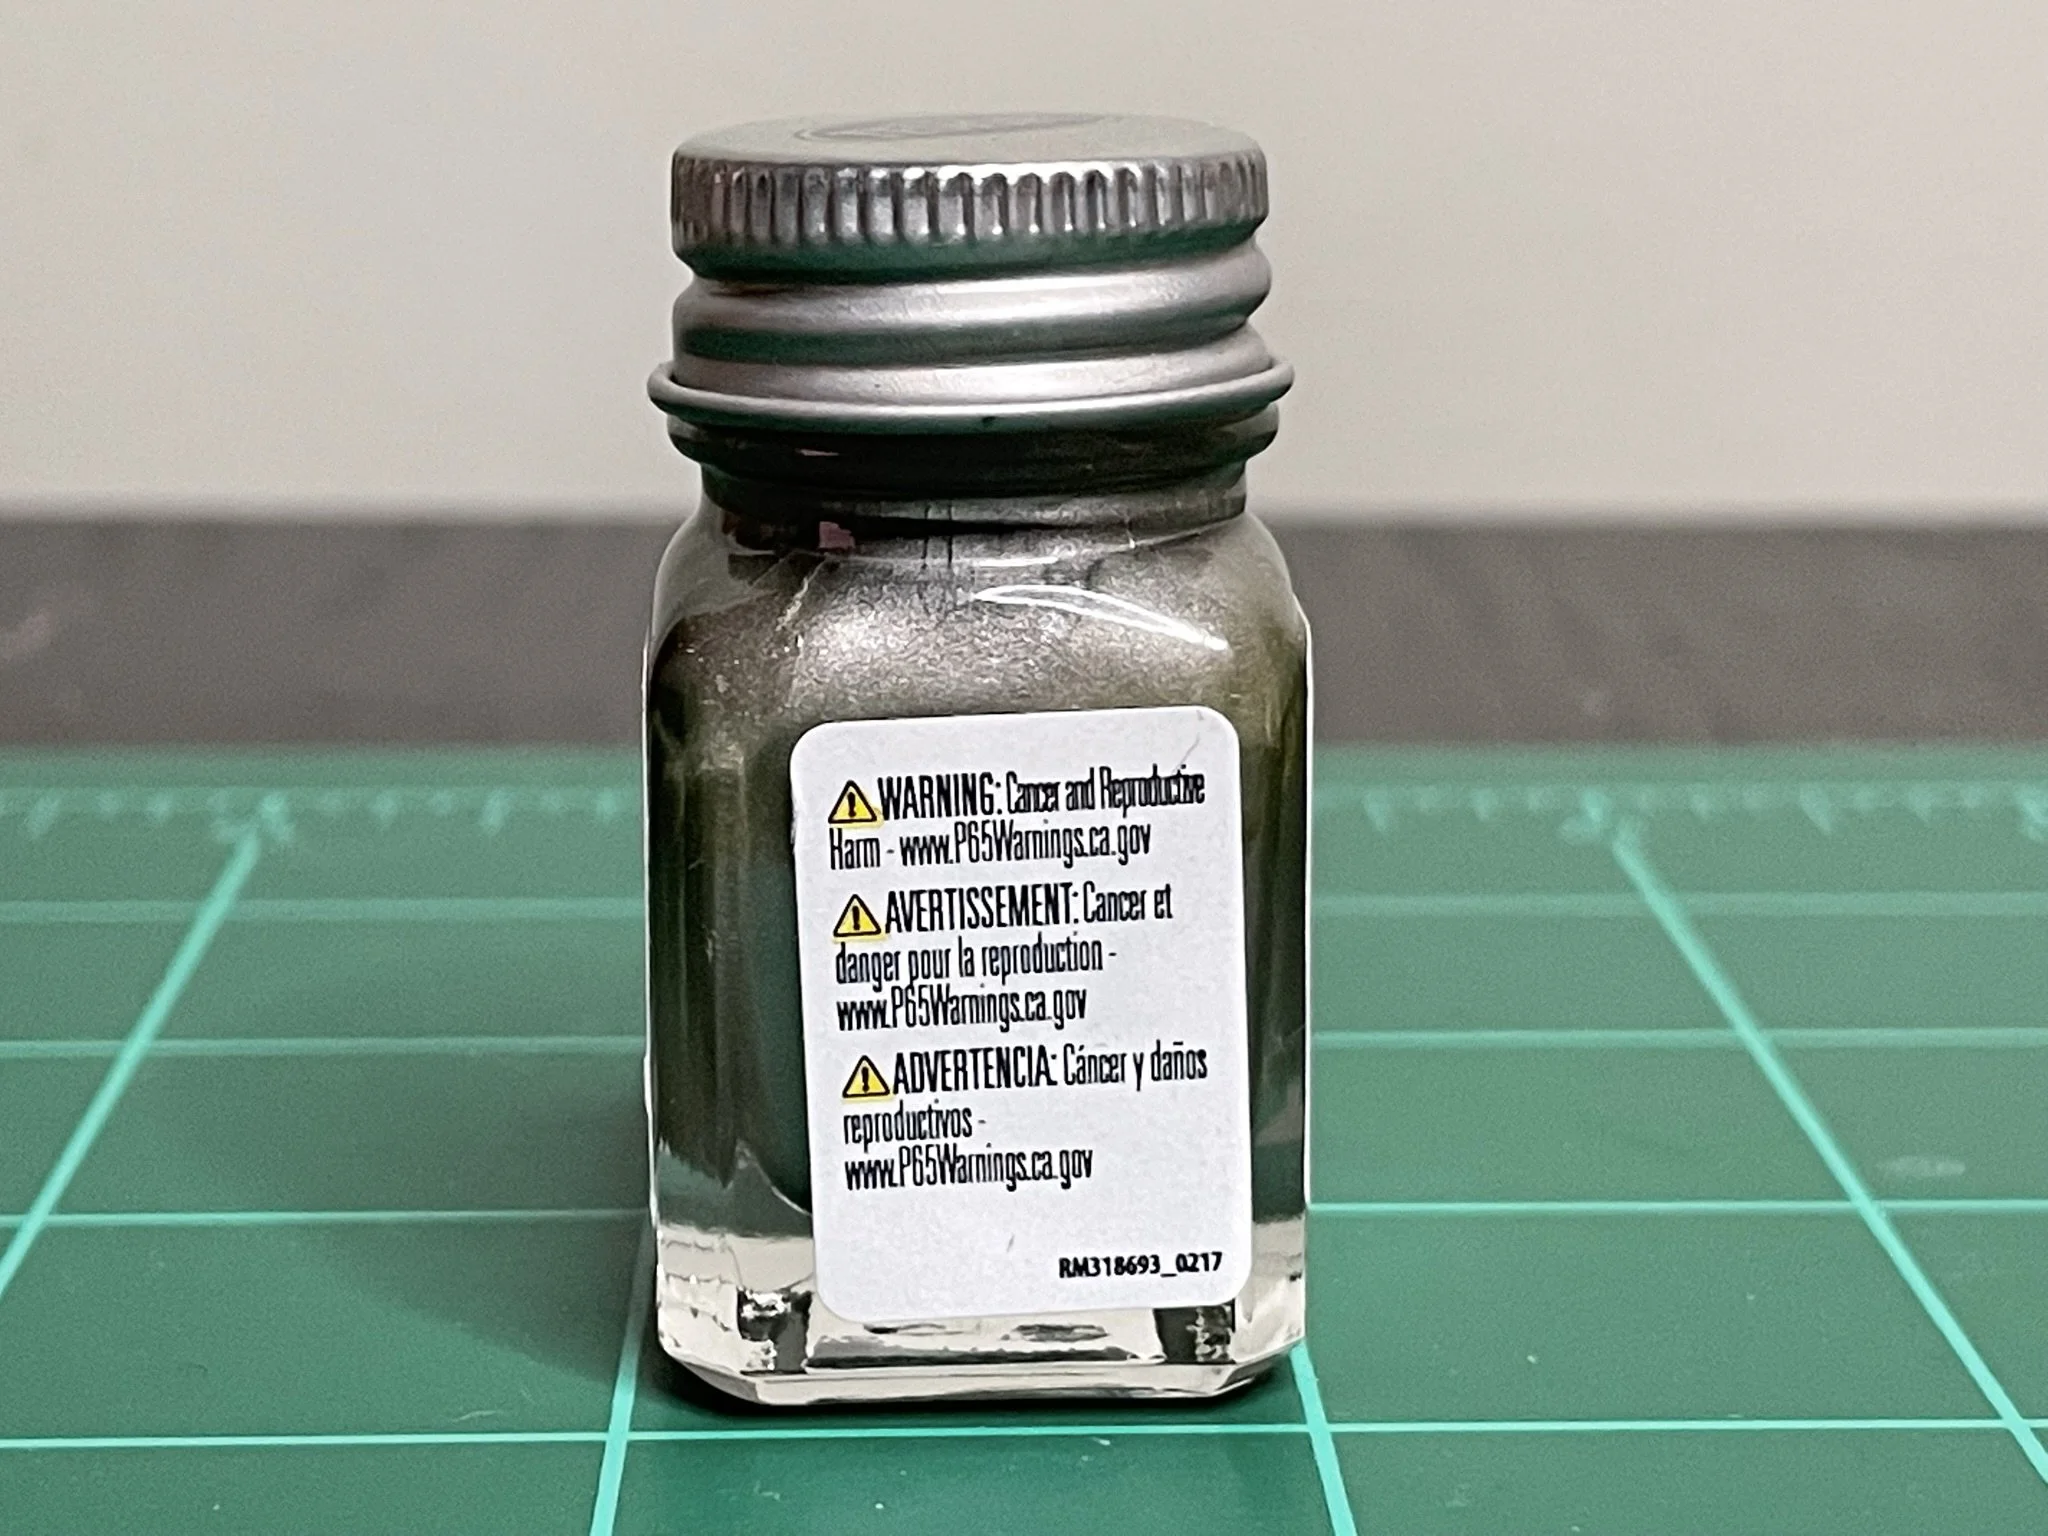 ⚠WARNING: Cancer and Reproductive
Harm - www.P65Warnings.ca.gov
⚠AVERTISSEMENT: Cancer et
danger pour la reproduction -
www.P65Warnings.ca.gov
⚠ADVERTENCIA: Cáncer y daños
reproductivos -
www.P65Warnings.ca.gov
RM318693_0217